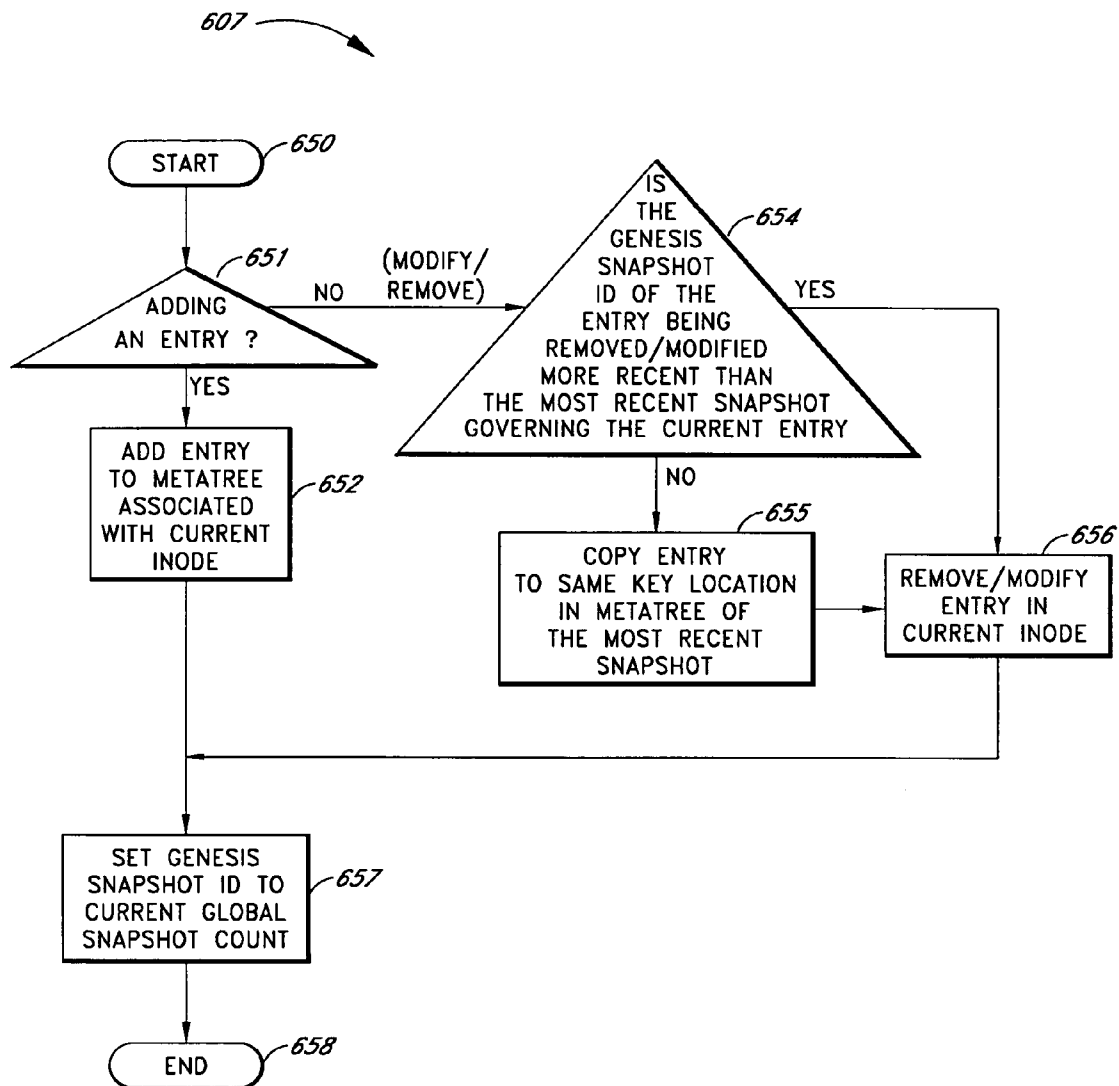 607
START
650
651
ADDING
AN ENTRY ?
NO
(MODIFY/
REMOVE)
YES
IS
THE
GENESIS
SNAPSHOT
ID OF THE
ENTRY BEING
REMOVED/MODIFIED
MORE RECENT THAN
THE MOST RECENT SNAPSHOT
GOVERNING THE CURRENT ENTRY
654
YES
NO
ADD ENTRY
TO METATREE
ASSOCIATED
WITH CURRENT
INODE
652
COPY ENTRY
TO SAME KEY LOCATION
IN METATREE OF
THE MOST RECENT
SNAPSHOT
655
REMOVE/MODIFY
ENTRY IN
CURRENT INODE
656
SET GENESIS
SNAPSHOT ID TO
CURRENT GLOBAL
SNAPSHOT COUNT
657
END
658